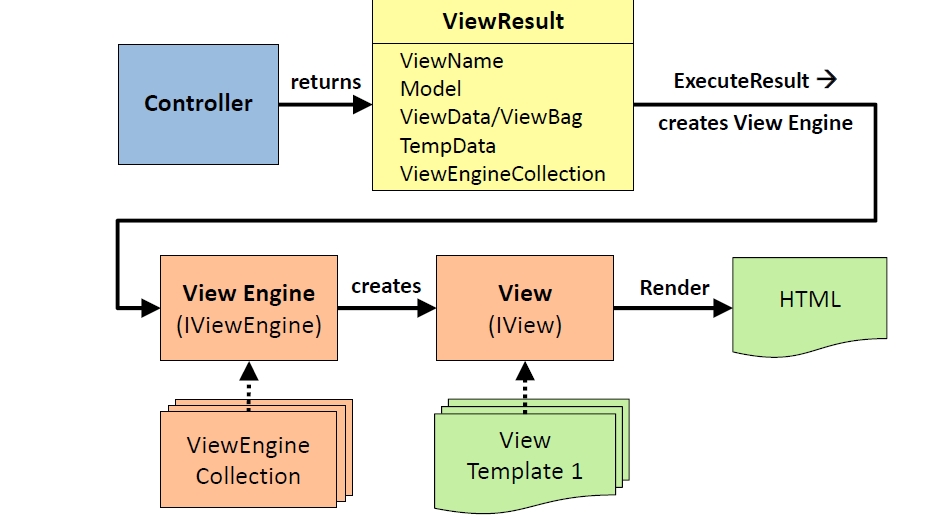 ViewResult
ViewName
Model
ViewData/ViewBag
TempData
ViewEngineCollection
Controller
returns
ExecuteResult →
creates View Engine
View Engine
(IViewEngine)
creates
View
(IView)
Render
HTML
ViewEngine
Collection
View
Template 1